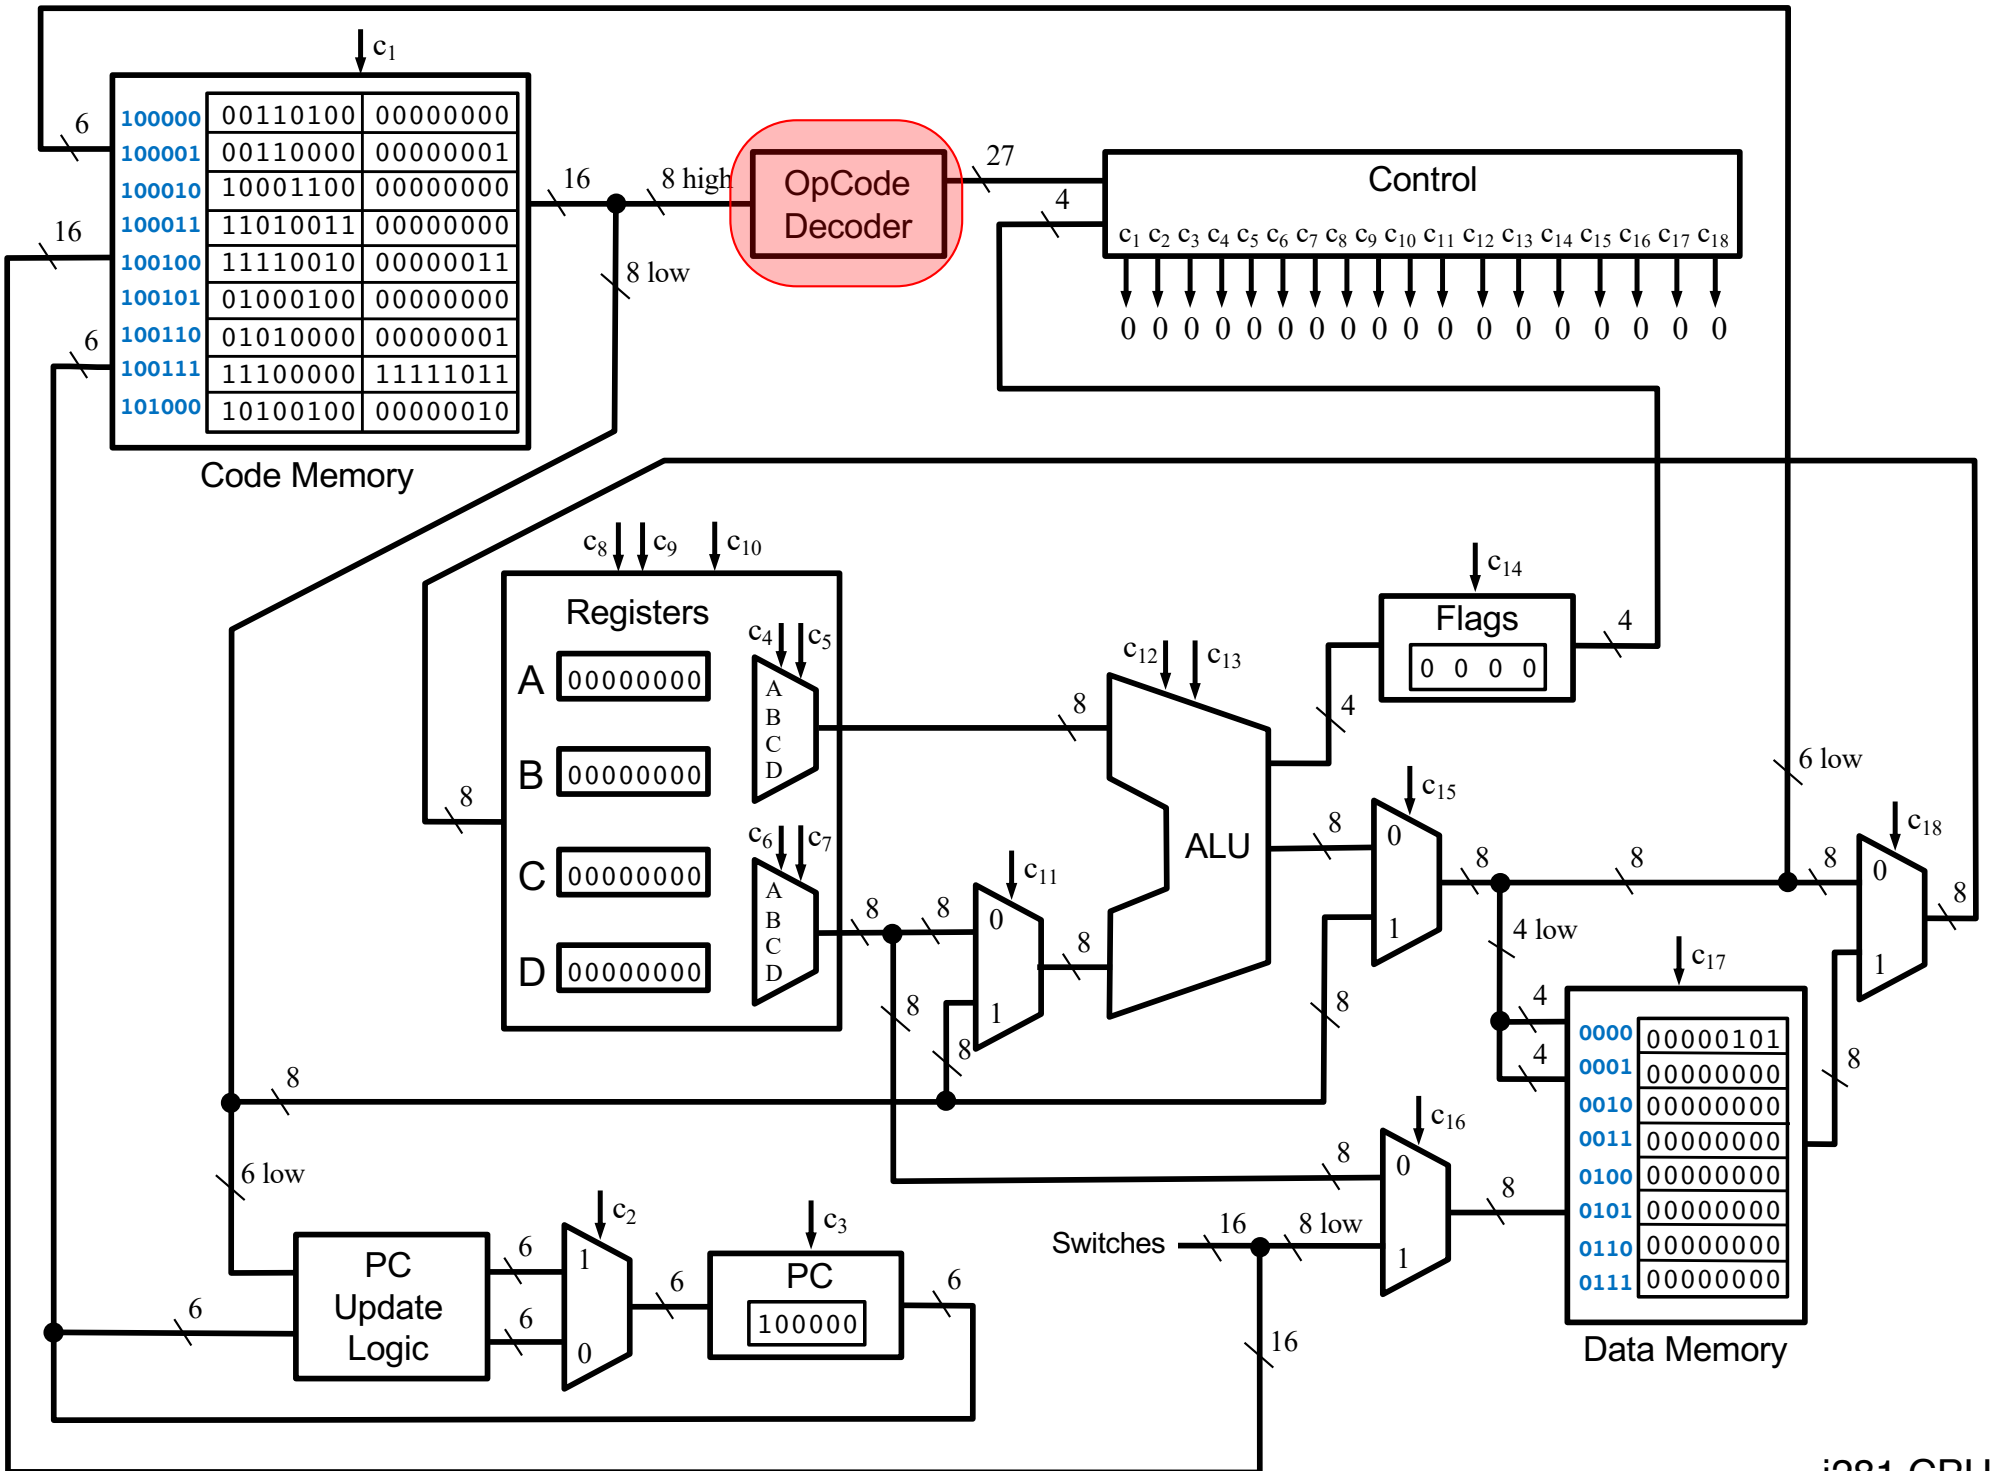 c1
100000 00110100 00000000
100001 00110000 00000001
100010 10001100 00000000
100011 11010011 00000000
100100 11110010 00000011
100101 01000100 00000000
100110 01010000 00000001
100111 11100000 11111011
101000 10100100 00000010
Code Memory
6
16
6
16
8 high
8 low
OpCode
Decoder
27
4
Control
c1 c2 c3 c4 c5 c6 c7 c8 c9 c10 c11 c12 c13 c14 c15 c16 c17 c18
0 0 0 0 0 0 0 0 0 0 0 0 0 0 0 0 0 0
c8 c9 c10
Registers
A 00000000
B 00000000
C 00000000
D 00000000
c4 c5
A
B
C
D
c6 c7
A
B
C
D
8
8
8
8
8
c11
0
1
8
8
c12 c13
ALU
4
8
c14
Flags
0 0 0 0
4
c15
0
1
8
8
8
8
6 low
4 low
c18
0
1
8
8
c17
4
4
0000 00000101
0001 00000000
0010 00000000
0011 00000000
0100 00000000
0101 00000000
0110 00000000
0111 00000000
Data Memory
8
6 low
PC
Update
Logic
6
6
6
c2
1
0
6
c3
PC
100000
6
Switches
16
8 low
16
8
c16
0
1
8